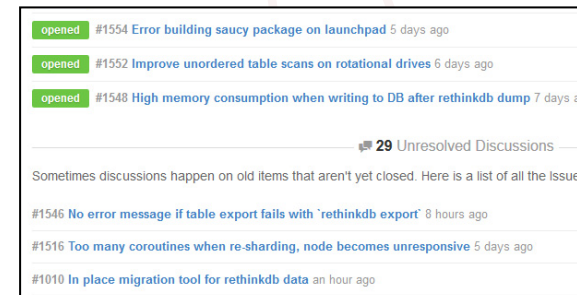 opened #1554 Error building saucy package on launchpad 5 days ago
opened #1552 Improve unordered table scans on rotational drives 6 days ago
opened #1548 High memory consumption when writing to DB after rethinkdb dump 7 days
29 Unresolved Discussions
Sometimes discussions happen on old items that aren't yet closed. Here is a list of all the Issue
#1546 No error message if table export fails with `rethinkdb export` 8 hours ago
#1516 Too many coroutines when re-sharding, node becomes unresponsive 5 days ago
#1010 In place migration tool for rethinkdb data an hour ago